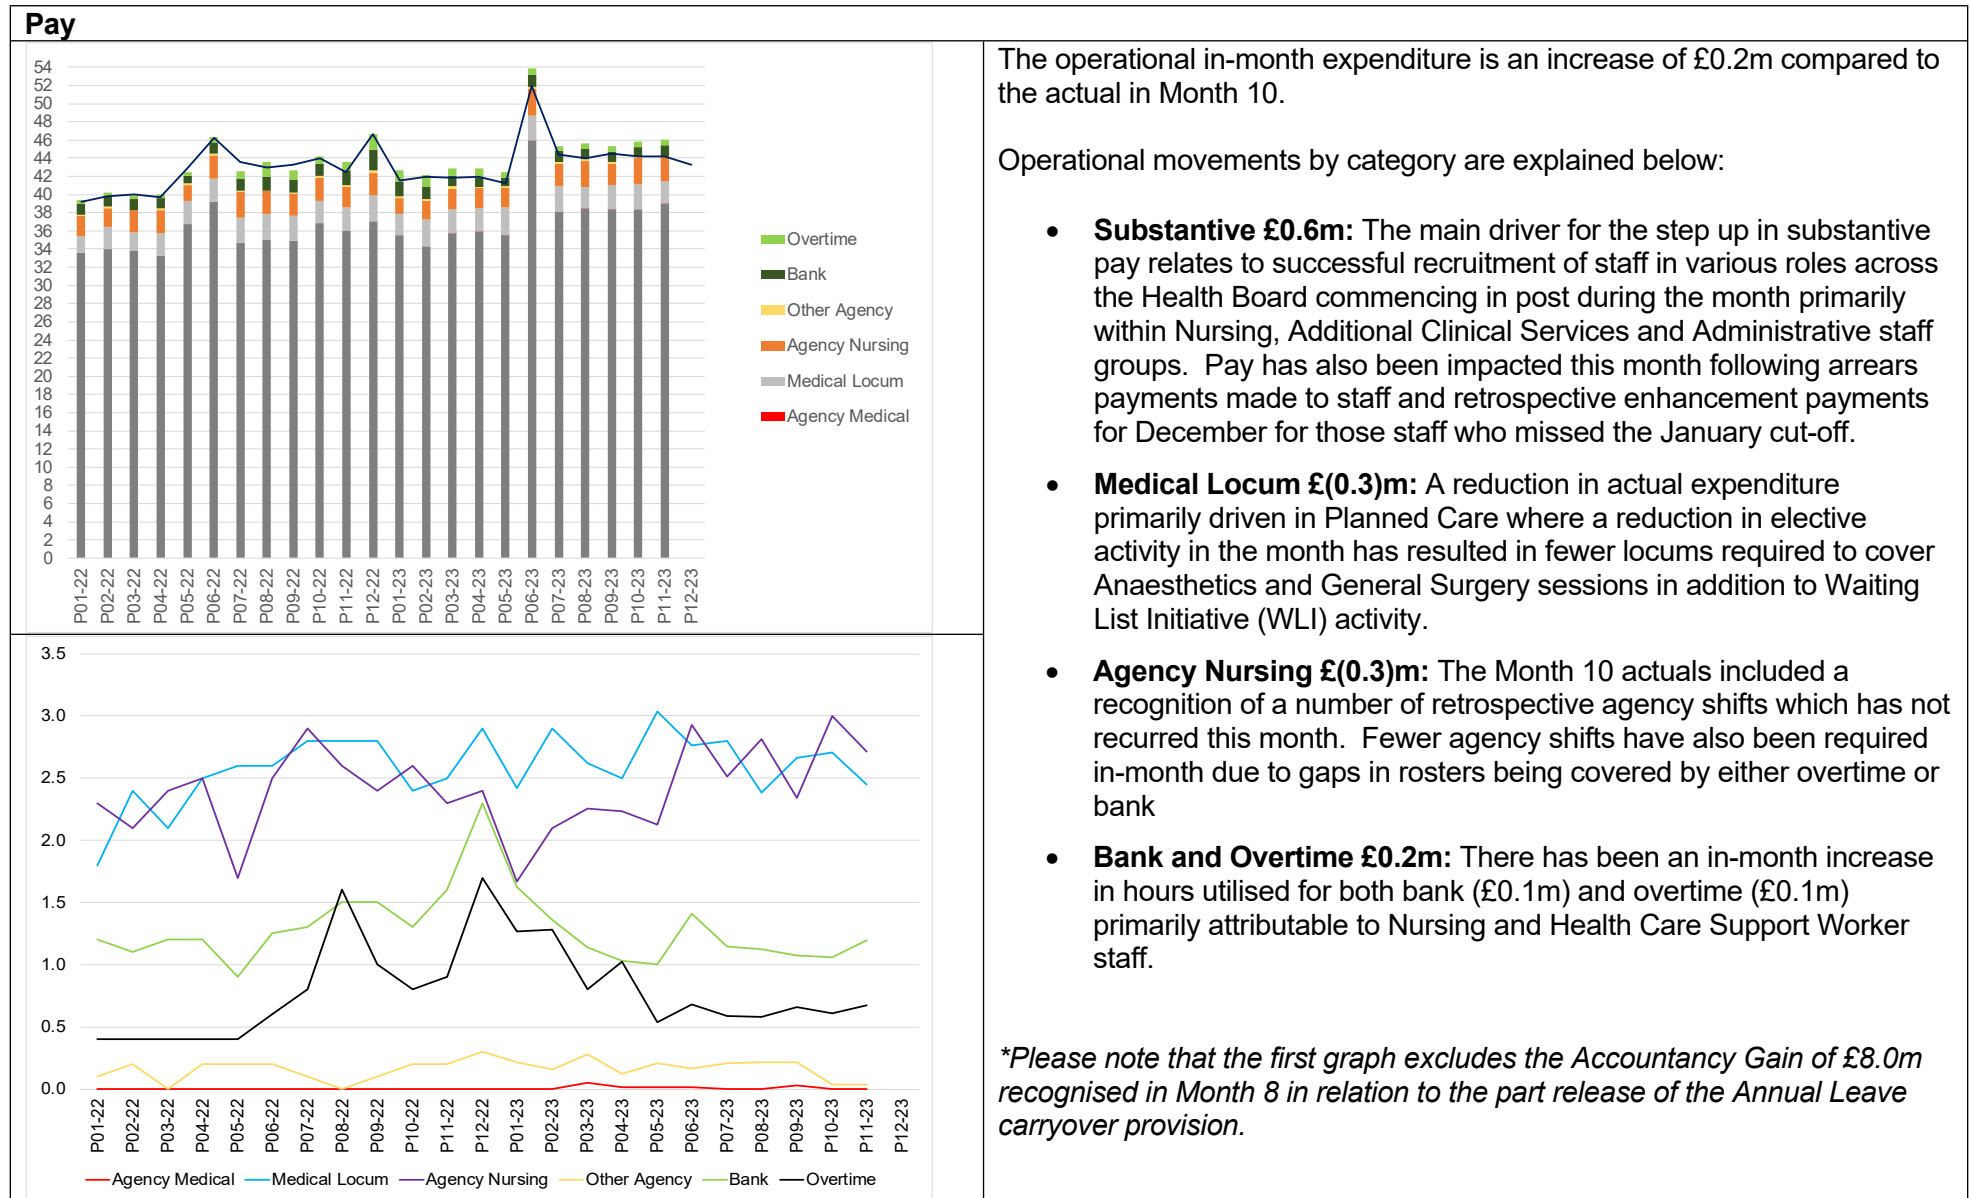 Pay
54
52
50
48
46
44
42
40
38
36
34
32
30
28
26
24
22
20
18
16
14
12
10
8
6
4
2
0
P01-22
P02-22
P03-22
P04-22
P05-22
P06-22
P07-22
P08-22
P09-22
P10-22
P11-22
P12-22
P01-23
P02-23
P03-23
P04-23
P05-23
P06-23
P07-23
P08-23
P09-23
P10-23
P11-23
P12-23
Overtime
Bank
Other Agency
Agency Nursing
Medical Locum
Agency Medical
3.5
3.0
2.5
2.0
1.5
1.0
0.5
0.0
P01-22
P02-22
P03-22
P04-22
P05-22
P06-22
P07-22
P08-22
P09-22
P10-22
P11-22
P12-22
P01-23
P02-23
P03-23
P04-23
P05-23
P06-23
P07-23
P08-23
P09-23
P10-23
P11-23
P12-23
Agency Medical Medical Locum Agency Nursing Other Agency Bank Overtime
The operational in-month expenditure is an increase of £0.2m compared to
the actual in Month 10.
Operational movements by category are explained below:
• Substantive £0.6m: The main driver for the step up in substantive
pay relates to successful recruitment of staff in various roles across
the Health Board commencing in post during the month primarily
within Nursing, Additional Clinical Services and Administrative staff
groups. Pay has also been impacted this month following arrears
payments made to staff and retrospective enhancement payments
for December for those staff who missed the January cut-off.
• Medical Locum £(0.3)m: A reduction in actual expenditure
primarily driven in Planned Care where a reduction in elective
activity in the month has resulted in fewer locums required to cover
Anaesthetics and General Surgery sessions in addition to Waiting
List Initiative (WLI) activity.
• Agency Nursing £(0.3)m: The Month 10 actuals included a
recognition of a number of retrospective agency shifts which has not
recurred this month. Fewer agency shifts have also been required
in-month due to gaps in rosters being covered by either overtime or
bank
• Bank and Overtime £0.2m: There has been an in-month increase
in hours utilised for both bank (£0.1m) and overtime (£0.1m)
primarily attributable to Nursing and Health Care Support Worker
staff.
*Please note that the first graph excludes the Accountancy Gain of £8.0m
recognised in Month 8 in relation to the part release of the Annual Leave
carryover provision.